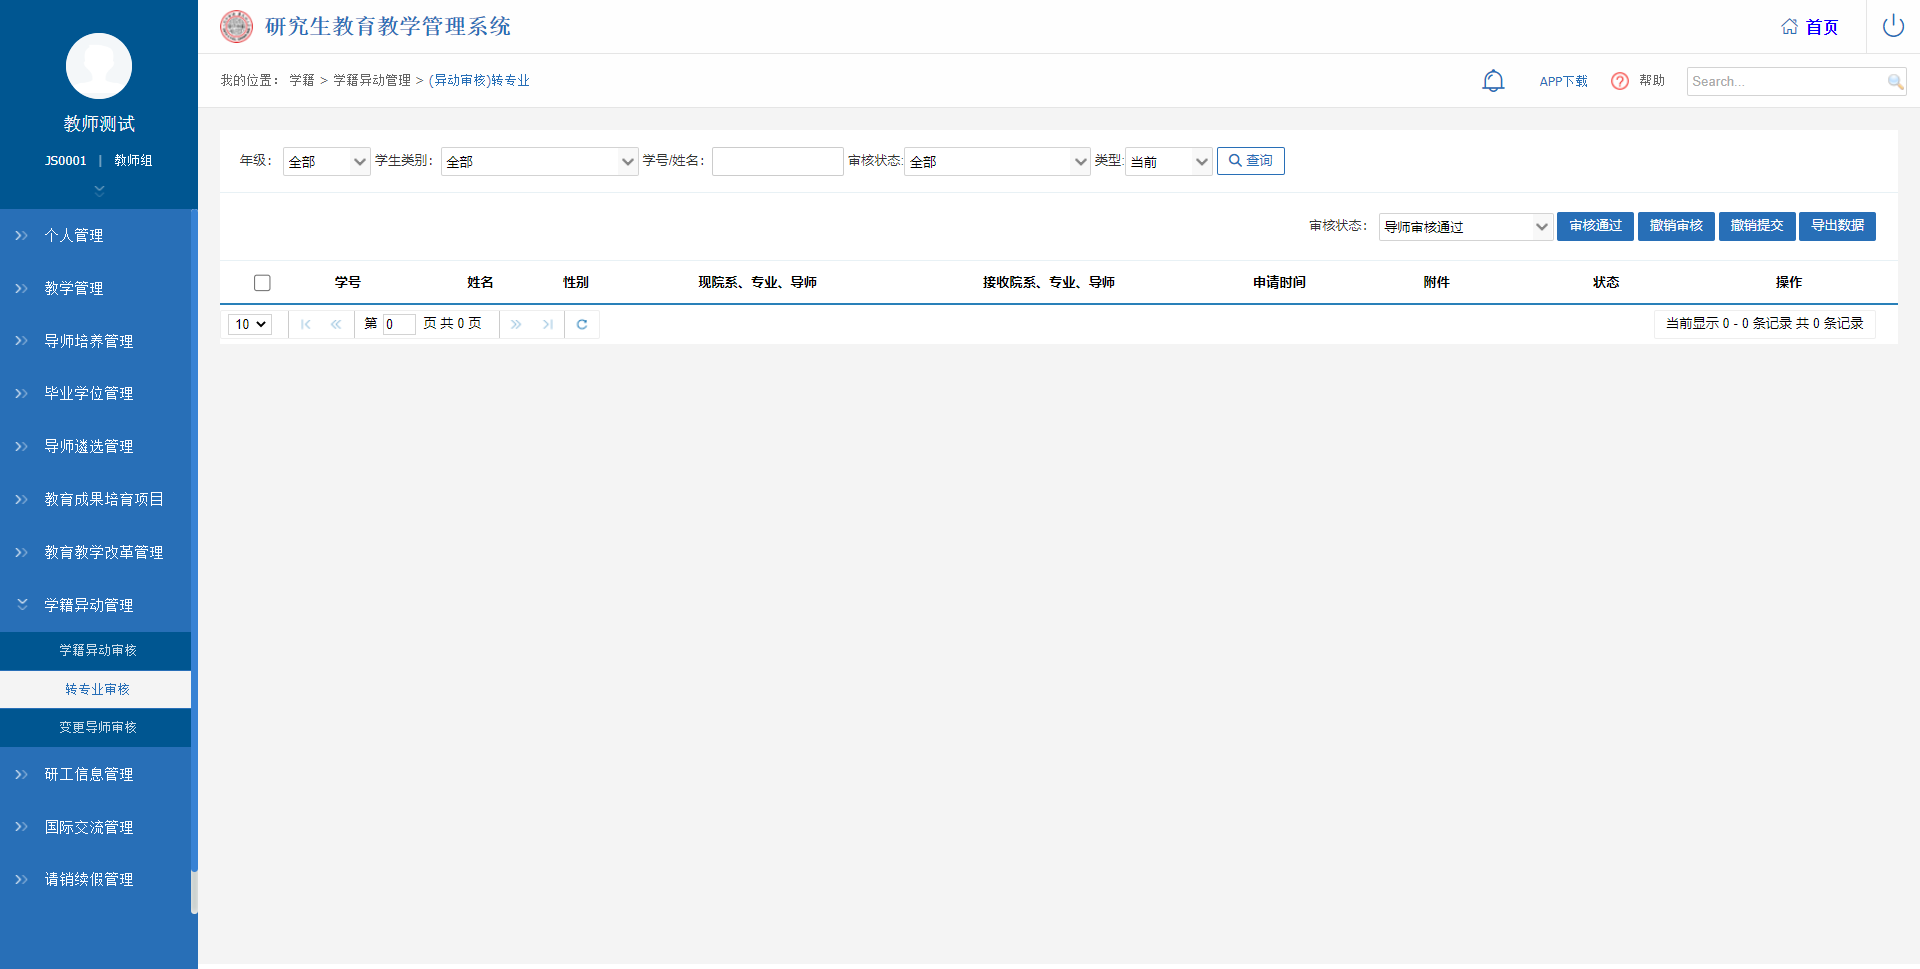 研究生教育教学管理系统
首页
教师测试
JS0001 | 教师组
我的位置： 学籍 > 学籍异动管理 > (异动审核)转专业
APP下载
帮助
Search...
个人管理
教学管理
导师培养管理
毕业学位管理
导师遴选管理
教育成果培育项目
教育教学改革管理
学籍异动管理
学籍异动审核
转专业审核
变更导师审核
研工信息管理
国际交流管理
请销续假管理
年级： 全部 学生类别： 全部 学号/姓名： 审核状态: 全部 类型: 当前 查询
审核状态： 导师审核通过 审核通过 撤销审核 撤销提交 导出数据
学号 姓名 性别 现院系、专业、导师 接收院系、专业、导师 申请时间 附件 状态 操作
10 第 0 页 共 0 页 当前显示 0 - 0 条记录 共 0 条记录